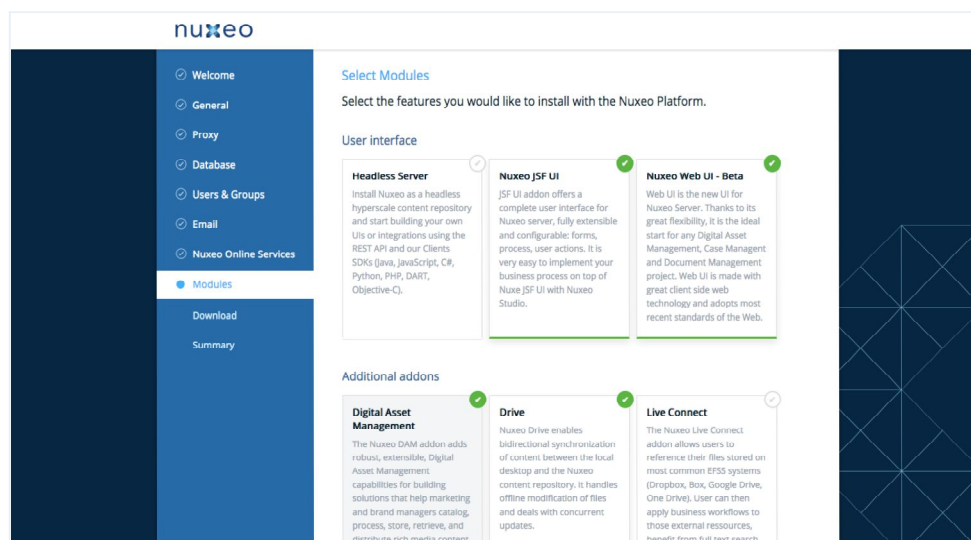 nuxeo
Welcome
General
Proxy
Database
Users & Groups
Email
Nuxeo Online Services
Modules
Download
Summary
Select Modules
Select the features you would like to install with the Nuxeo Platform.
User interface
Headless Server
Install Nuxeo as a headless
hyperscale content repository
and start building your own
UIs or integrations using the
REST API and our Clients
SDKs (Java, JavaScript, C#,
Python, PHP, DART,
Objective-C).
Nuxeo JSF UI
JSF UI addon offers a
complete user interface for
Nuxeo server, fully extensible
and configurable: forms,
process, user actions. It is
very easy to implement your
business process on top of
Nuxe JSF UI with Nuxeo
Studio.
Nuxeo Web UI - Beta
Web UI is the new UI for
Nuxeo Server. Thanks to its
great flexibility, it is the ideal
start for any Digital Asset
Management, Case Managent
and Document Management
project. Web UI is made with
great client side web
technology and adopts most
recent standards of the Web.
Additional addons
Digital Asset
Management
The Nuxeo DAM addon adds
robust, extensible, Digital
Asset Management
capabilities for building
solutions that help marketing
and brand managers catalog,
process, store, retrieve, and
distribute rich media content
Drive
Nuxeo Drive enables
bidirectional synchronization
of content between the local
desktop and the Nuxeo
content repository. It handles
offline modification of files
and deals with concurrent
updates.
Live Connect
The Nuxeo Live Connect
addon allows users to
reference their files stored on
most common EFSS systems
(Dropbox, Box, Google Drive,
One Drive). User can then
apply business workflows to
those external ressources,
benefit from full text search